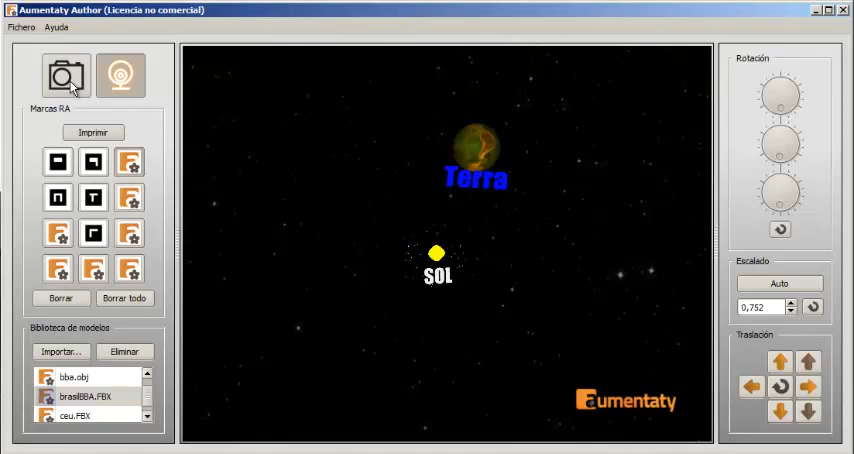 Aumentaty Author (Licencia no comercial)
Fichero Ayuda
Marcas RA
Imprimir
Borrar Borrar todo
Biblioteca de modelos
Importar... Eliminar
bba.obj
brasilBBA.FBX
ceu.FBX
Terra
SOL
aumentaty
Rotación
Escalado
Auto
0,752
Traslación